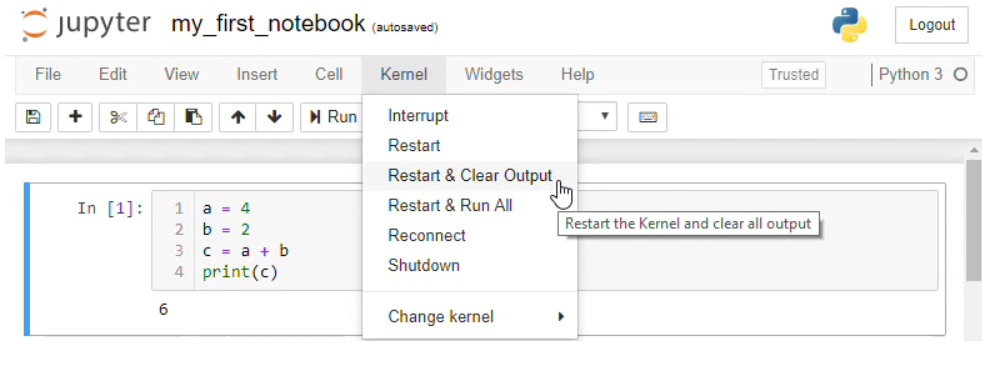 jupyter my_first_notebook (autosaved) Logout
File Edit View Insert Cell Kernel Widgets Help Trusted Python 3
Run
Interrupt
Restart
Restart & Clear Output
Restart & Run All
Restart the Kernel and clear all output
Reconnect
Shutdown
Change kernel
In [1]:
1 a = 4
2 b = 2
3 c = a + b
4 print(c)
6